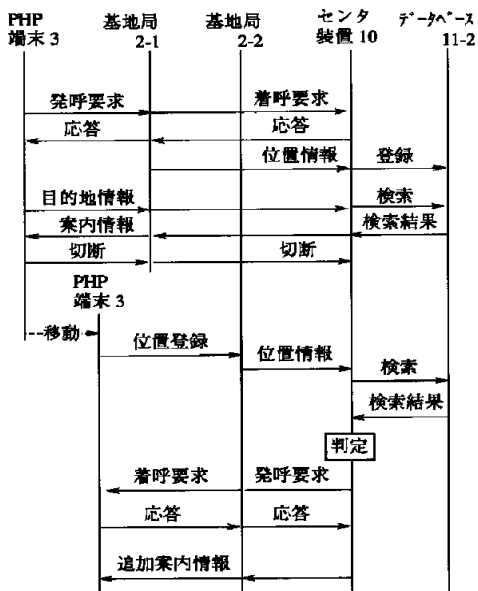 PHP 基地局 基地局 センタ データベース
端末 3 2-1 2-2 装置 10 11-2
発呼要求 着呼要求
応答 応答
位置情報 登録
目的地情報 検索
案内情報 検索結果
切断 切断
PHP
端末 3
移動 位置登録 位置情報
検索
検索結果
判定
着呼要求 発呼要求
応答 応答
追加案内情報